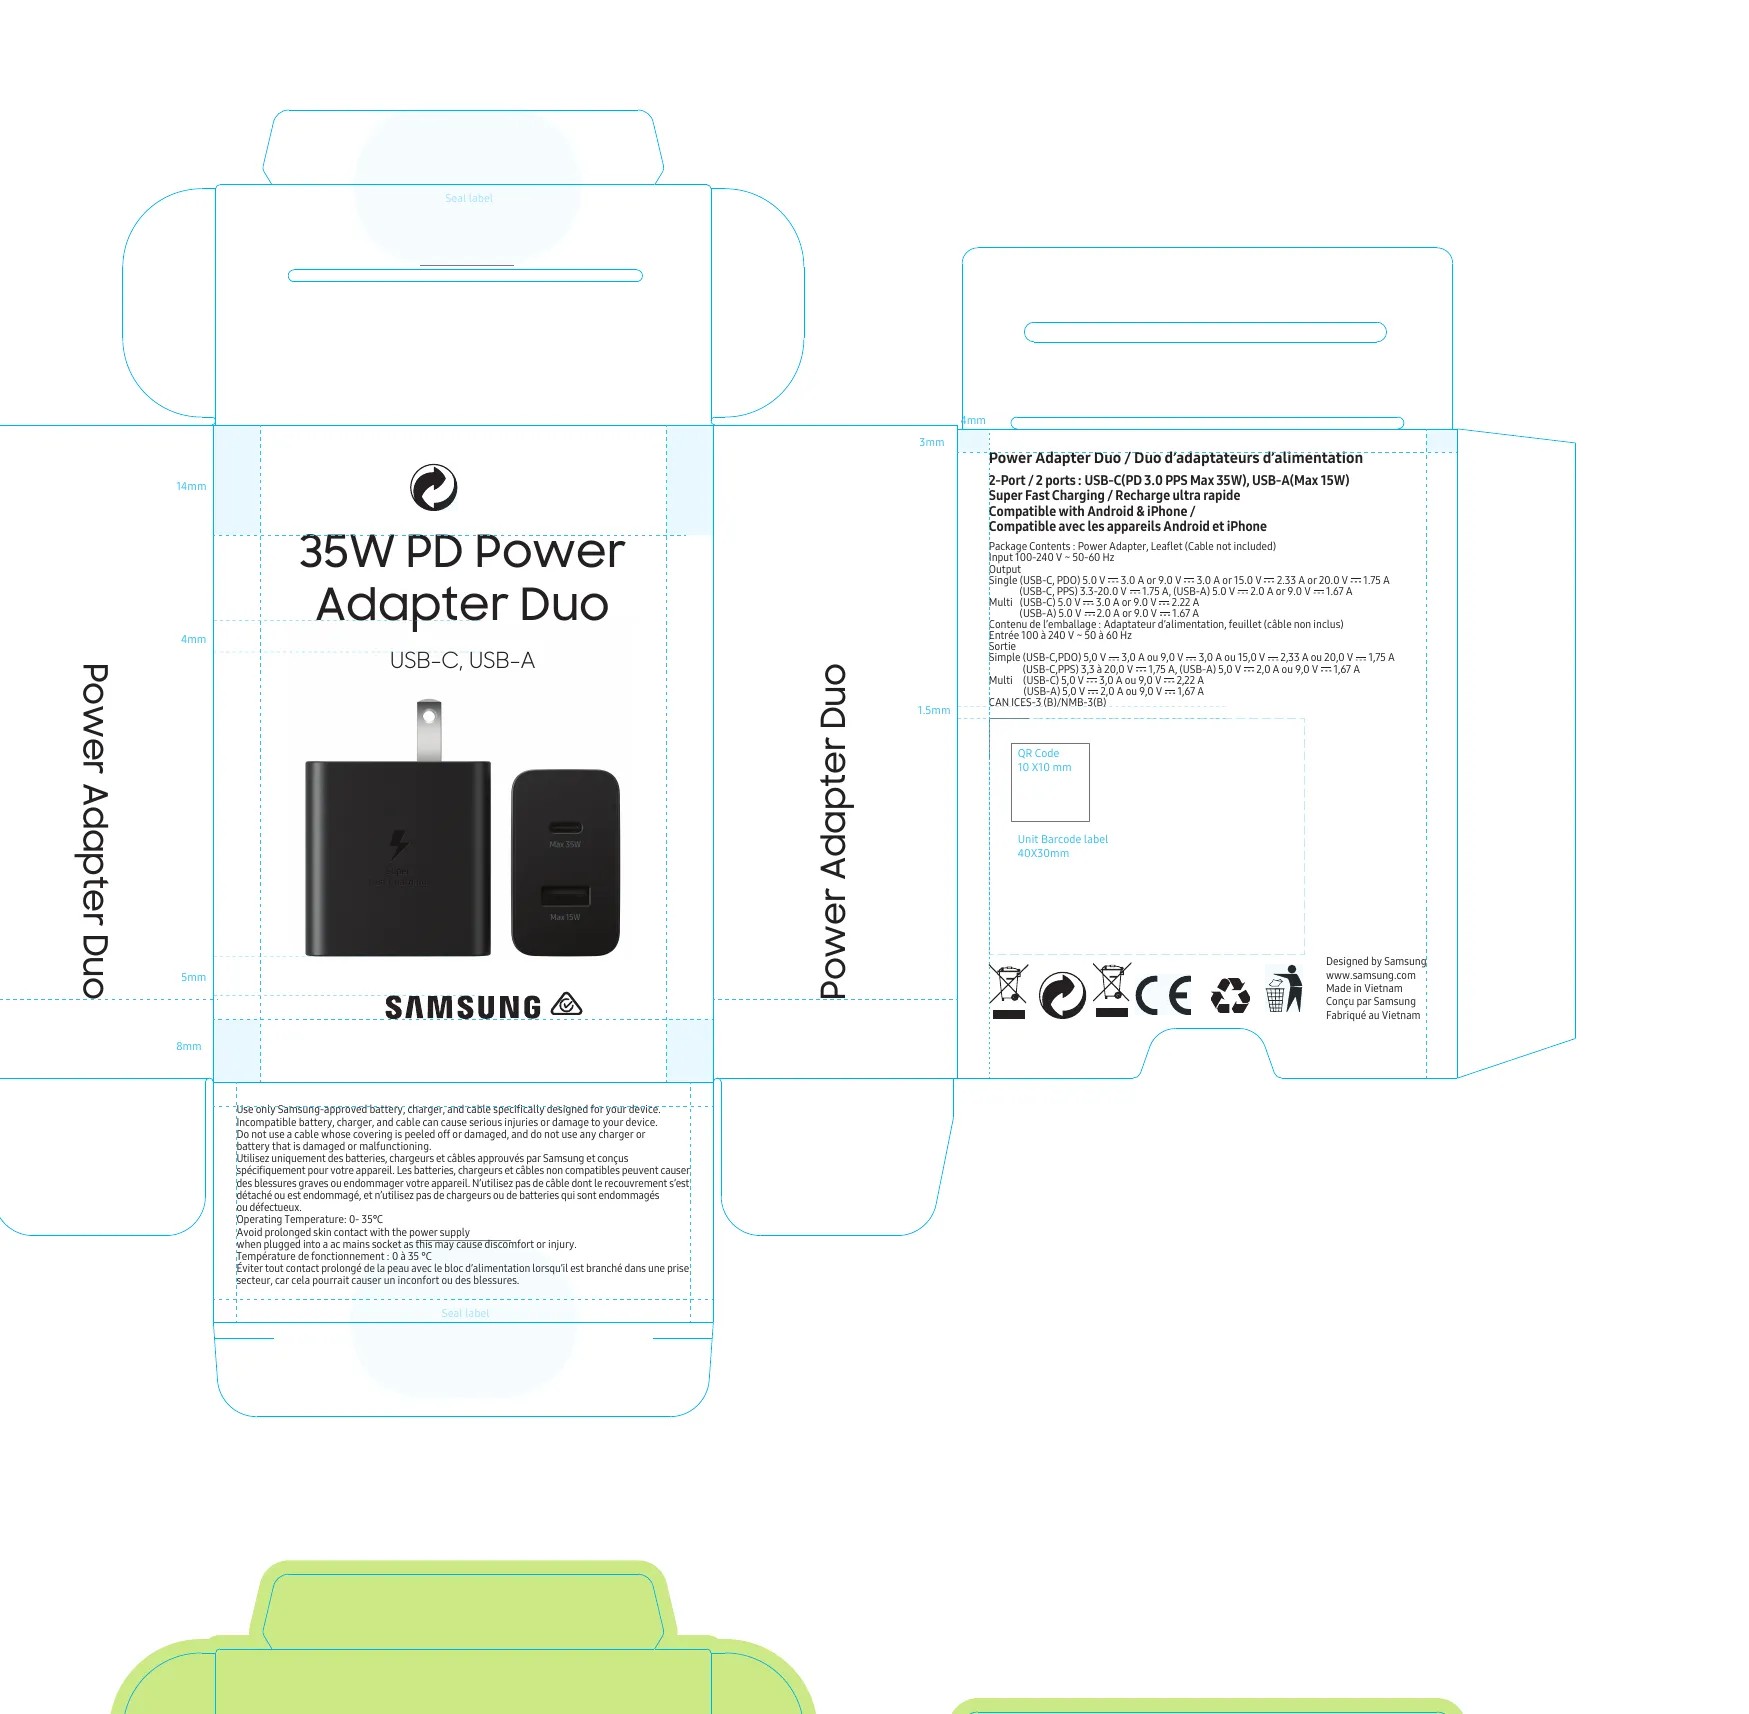 Seal label
14mm
35W PD Power
Adapter Duo
4mm
USB-C, USB-A
Power Adapter Duo
Max 35W
Max 15W
5mm
SAMSUNG
8mm
Use only Samsung-approved battery, charger, and cable specifically designed for your device.
Incompatible battery, charger, and cable can cause serious injuries or damage to your device.
Do not use a cable whose covering is peeled off or damaged, and do not use any charger or
battery that is damaged or malfunctioning.
Utilisez uniquement des batteries, chargeurs et câbles approuvés par Samsung et conçus
spécifiquement pour votre appareil. Les batteries, chargeurs et câbles non compatibles peuvent causer
des blessures graves ou endommager votre appareil. N'utilisez pas de câble dont le recouvrement s'est
détaché ou est endommagé, et n'utilisez pas de chargeurs ou de batteries qui sont endommagés
ou défectueux.
Operating Temperature: 0- 35°C
Avoid prolonged skin contact with the power supply
when plugged into a ac mains socket as this may cause discomfort or injury.
Température de fonctionnement : 0 à 35 °C
Éviter tout contact prolongé de la peau avec le bloc d'alimentation lorsqu'il est branché dans une prise
secteur, car cela pourrait causer un inconfort ou des blessures.
Seal label
Power Adapter Duo
4mm
3mm
Power Adapter Duo / Duo d'adaptateurs d'alimentation
2-Port / 2 ports : USB-C(PD 3.0 PPS Max 35W), USB-A(Max 15W)
Super Fast Charging / Recharge ultra rapide
Compatible with Android & iPhone /
Compatible avec les appareils Android et iPhone
Package Contents : Power Adapter, Leaflet (Cable not included)
Input 100-240 V ~ 50-60 Hz
Output
Single (USB-C, PDO) 5.0 V ⎓ 3.0 A or 9.0 V ⎓ 3.0 A or 15.0 V ⎓ 2.33 A or 20.0 V ⎓ 1.75 A
(USB-C, PPS) 3.3-20.0 V ⎓ 1.75 A, (USB-A) 5.0 V ⎓ 2.0 A or 9.0 V ⎓ 1.67 A
Multi (USB-C) 5.0 V ⎓ 3.0 A or 9.0 V ⎓ 2.22 A
(USB-A) 5.0 V ⎓ 2.0 A or 9.0 V ⎓ 1.67 A
Contenu de l'emballage : Adaptateur d'alimentation, feuillet (câble non inclus)
Entrée 100 à 240 V ~ 50 à 60 Hz
Sortie
Simple (USB-C,PDO) 5,0 V ⎓ 3,0 A ou 9,0 V ⎓ 3,0 A ou 15,0 V ⎓ 2,33 A ou 20,0 V ⎓ 1,75 A
(USB-C,PPS) 3,3 à 20,0 V ⎓ 1,75 A, (USB-A) 5,0 V ⎓ 2,0 A ou 9,0 V ⎓ 1,67 A
Multi (USB-C) 5,0 V ⎓ 3,0 A ou 9,0 V ⎓ 2,22 A
(USB-A) 5,0 V ⎓ 2,0 A ou 9,0 V ⎓ 1,67 A
CAN ICES-3 (B)/NMB-3(B)
1.5mm
QR Code
10 X10 mm
Unit Barcode label
40X30mm
CE
Designed by Samsung
www.samsung.com
Made in Vietnam
Conçu par Samsung
Fabriqué au Vietnam